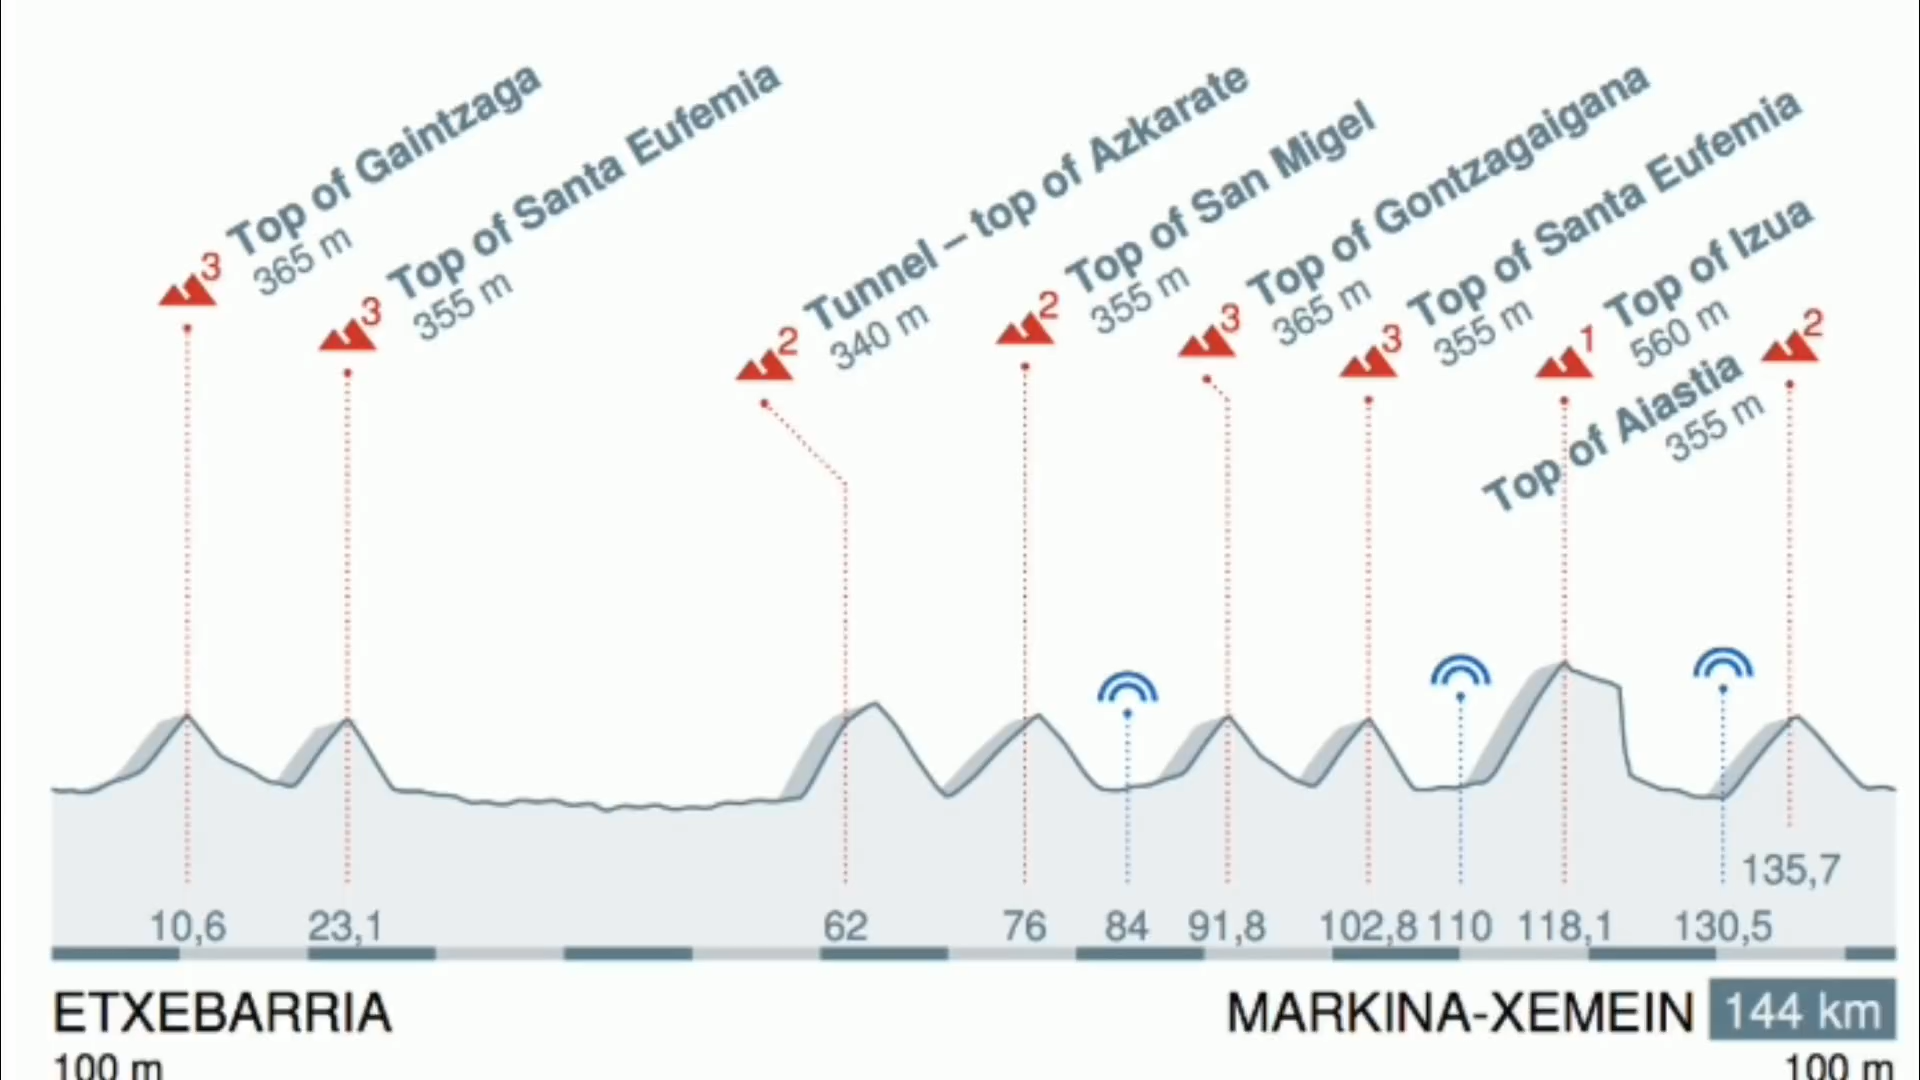 3 Top of Gaintzaga
365 m
3 Top of Santa Eufemia
355 m
2 Tunnel – top of Azkarate
340 m
2 Top of San Migel
355 m
3 Top of Gontzagaigana
365 m
3 Top of Santa Eufemia
355 m
1 Top of Izua
560 m
2
Top of Aiastia
355 m
135,7
10,6 23,1 62 76 84 91,8 102,8 110 118,1 130,5
ETXEBARRIA MARKINA-XEMEIN 144 km
100 m 100 m